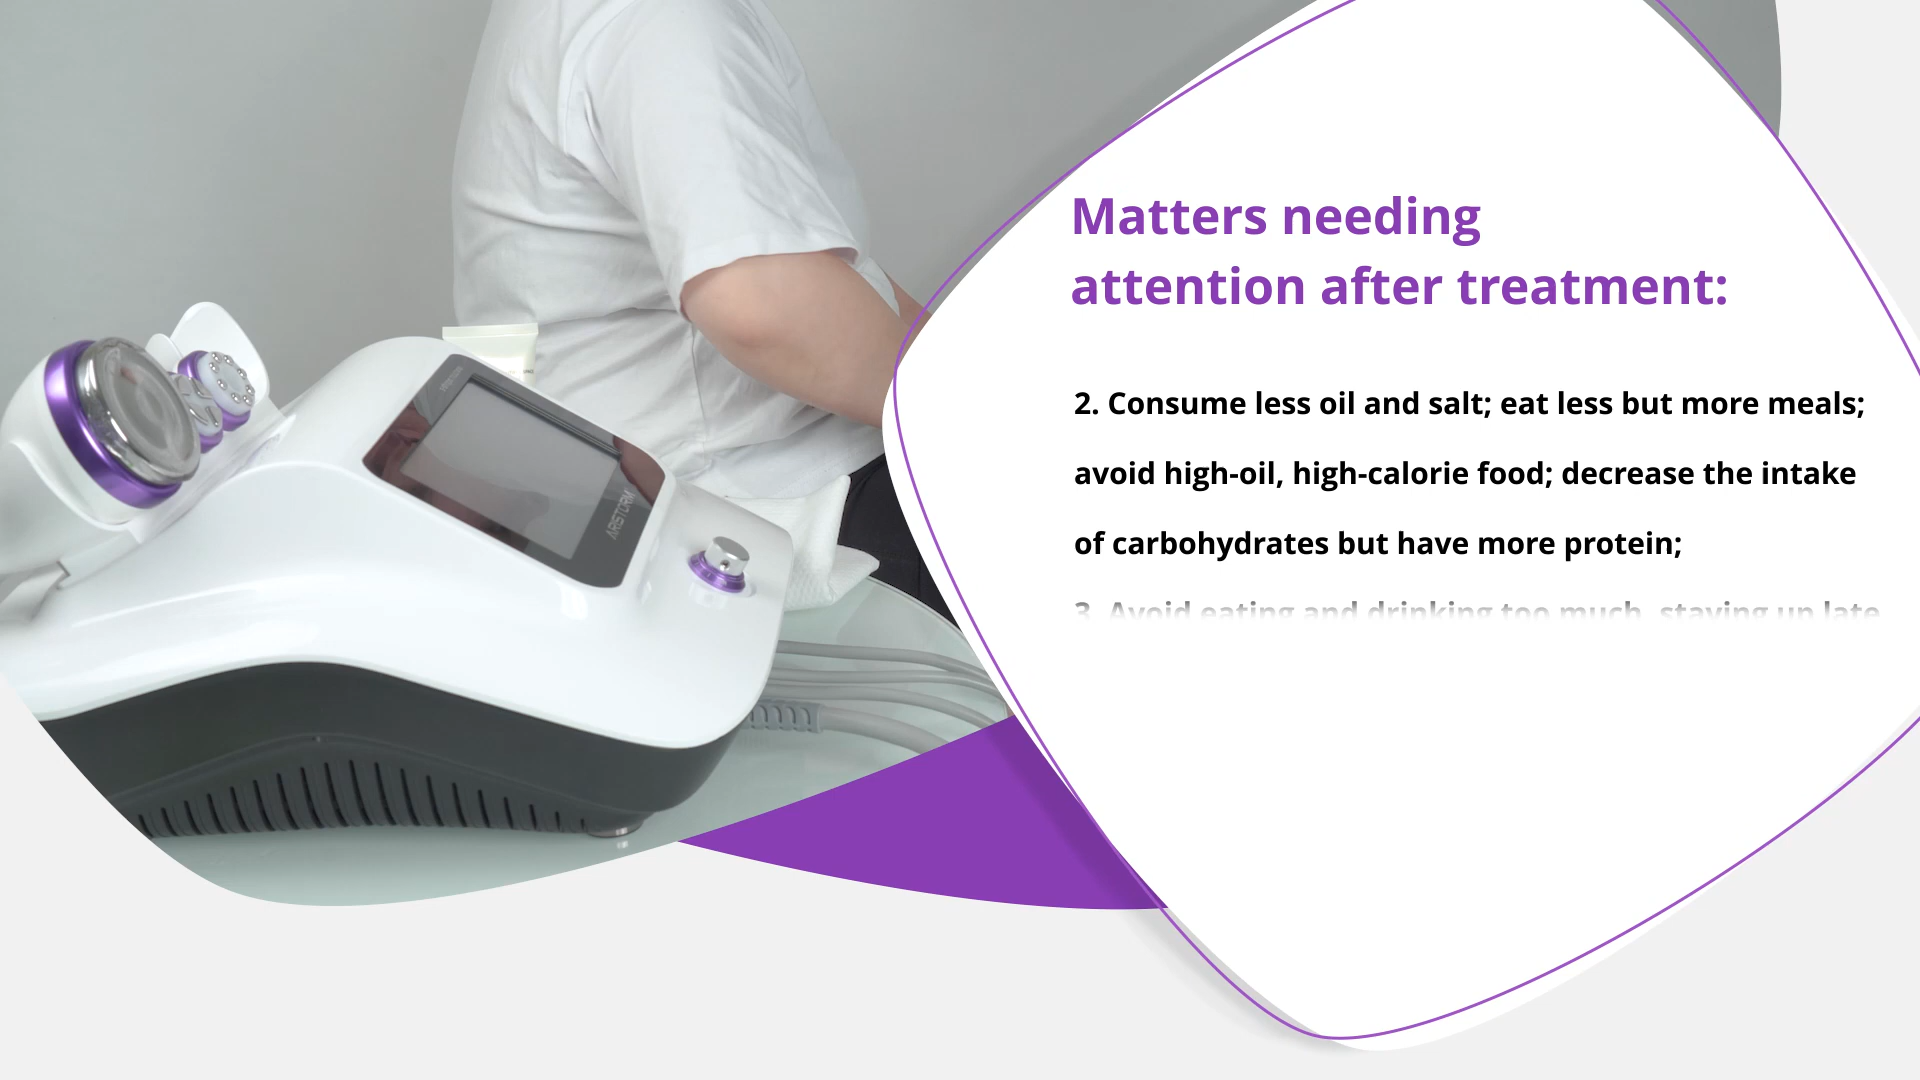 Matters needing
attention after treatment:
2. Consume less oil and salt; eat less but more meals;
avoid high-oil, high-calorie food; decrease the intake
of carbohydrates but have more protein;
3. Avoid eating and drinking too much, staying up late
ARISTORM